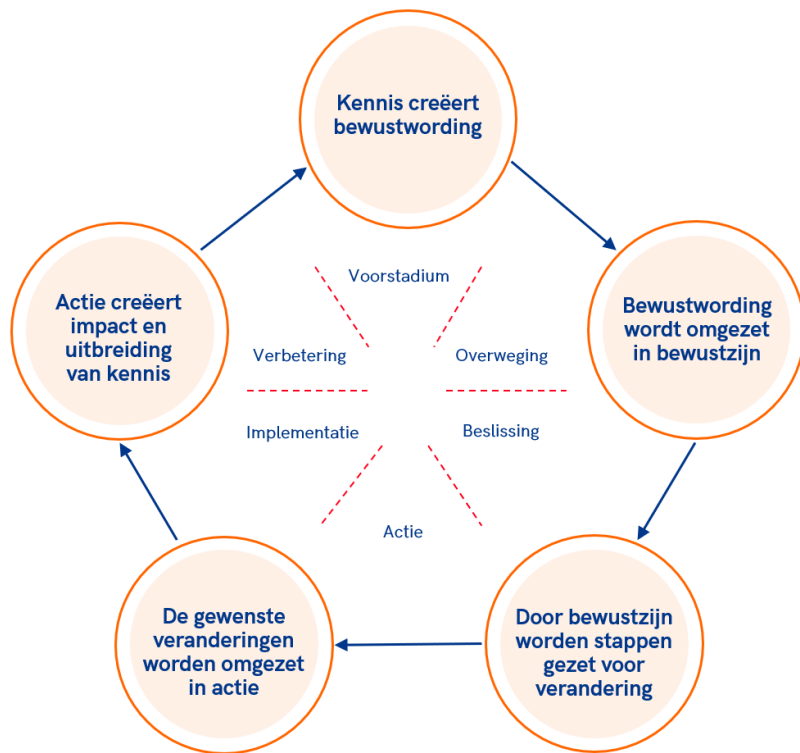 Kennis creëert
bewustwording
Bewustwording
wordt omgezet
in bewustzijn
Door bewustzijn
worden stappen
gezet voor
verandering
De gewenste
veranderingen
worden omgezet
in actie
Actie creëert
impact en
uitbreiding
van kennis
Voorstadium
Overweging
Beslissing
Actie
Implementatie
Verbetering